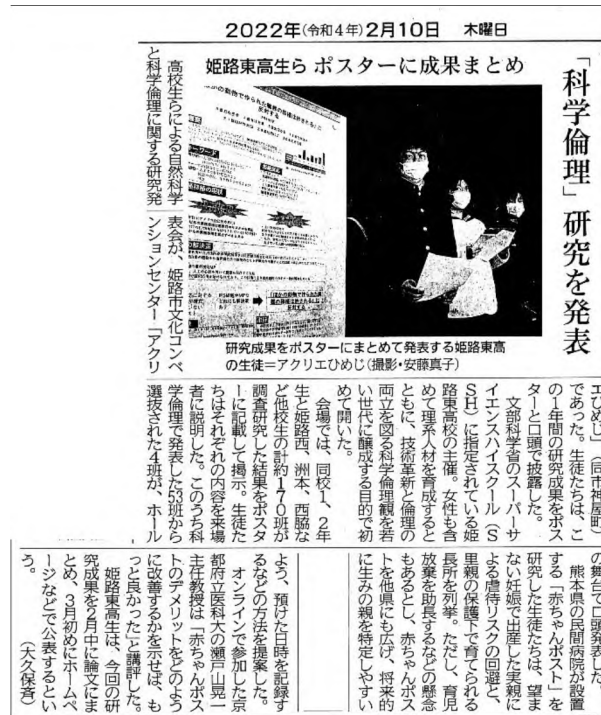 2022年(令和4年)2月10日　木曜日
「科学倫理」研究を発表
姫路東高生ら ポスターに成果まとめ
反対する
研究成果をポスターにまとめて発表する姫路東高
の生徒＝アクリエひめじ(撮影・安藤真子)
高校生らによる自然科学
と科学倫理に関する研究発
表会が、姫路市文化コンベ
ンションセンター「アクリ
エひめじ」(同市神屋町)
であった。生徒たちは、こ
の1年間の研究成果をポス
ターと口頭で披露した。
文部科学省のスーパーサ
イエンスハイスクール(S
SH)に指定されている姫
路東高校の主催。女性も含
めて理系人材を育成すると
ともに、技術革新と倫理の
両立を図る科学倫理観を若
い世代に醸成する目的で初
めて開いた。
会場では、同校1、2年
生と姫路西、洲本、西脇な
ど他校生の計約170班が
調査研究した結果をポスタ
ーに記載して掲示。生徒た
ちはそれぞれの内容を来場
者に説明した。このうち科
学倫理で発表した53班から
選抜された4班が、ホール
の舞台で口頭発表した。
熊本県の民間病院が設置
する「赤ちゃんポスト」を
研究した生徒たちは、望ま
ない妊娠で出産した実親に
よる虐待リスクの回避と、
里親の保護下で育てられる
長所を列挙。ただし、育児
放棄を助長するなどの懸念
もあるとし、赤ちゃんポス
トを他県にも広げ、将来的
に生みの親を特定しやすい
よう、預けた日時を記録す
るなどの方法を提案した。
オンラインで参加した京
都府立医科大の瀬戸山晃一
主任教授は「赤ちゃんポス
トのデメリットをどのよう
に改善するかを示せば、も
っと良かった」と講評した。
姫路東高生は、今回の研
究成果を2月中に論文にま
とめ、3月初めにホームペ
ージなどで公表するとい
う。
(大久保斉)